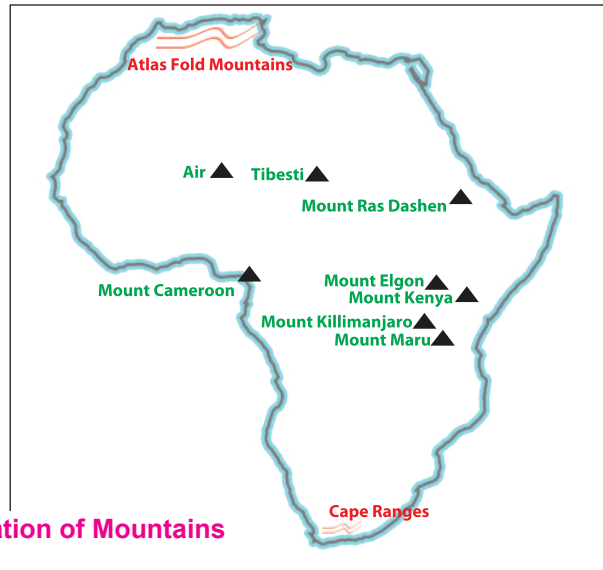 Atlas Fold Mountains
Air
Tibesti
Mount Ras Dashen
Mount Cameroon
Mount Elgon
Mount Kenya
Mount Killimanjaro
Mount Maru
Cape Ranges
of Mountains